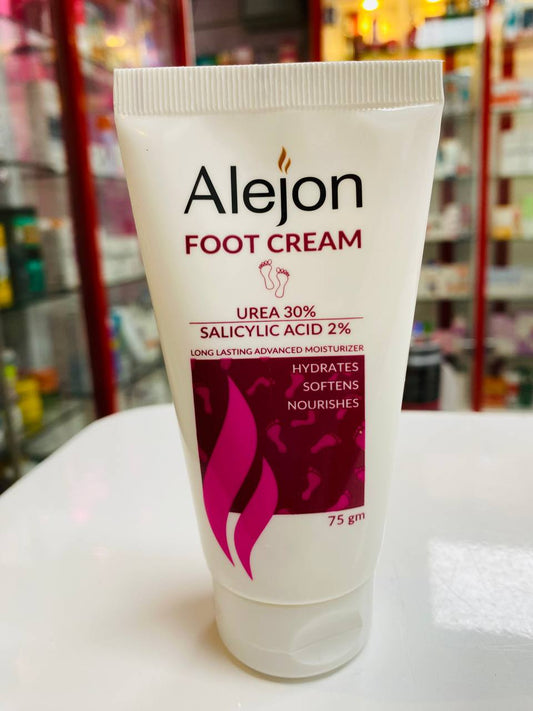 Alejon
FOOT CREAM
UREA 30%
SALICYLIC ACID 2%
LONG LASTING ADVANCED MOISTURIZER
HYDRATES
SOFTENS
NOURISHES
75 gm